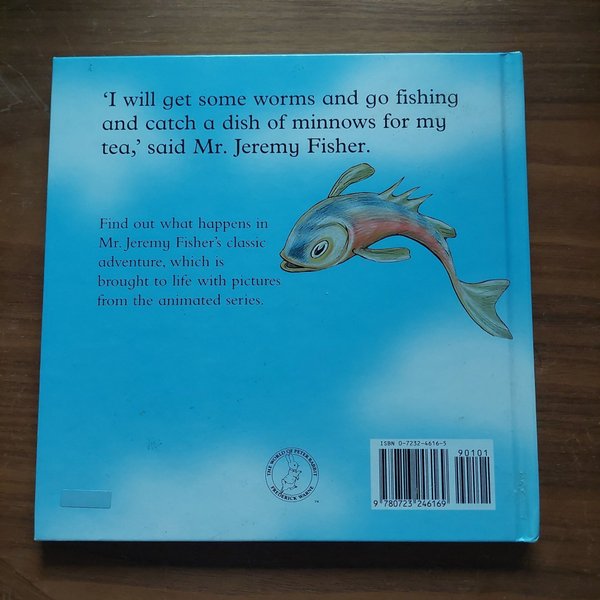 ‘I will get some worms and go fishing
and catch a dish of minnows for my
tea,’ said Mr. Jeremy Fisher.
Find out what happens in
Mr. Jeremy Fisher’s classic
adventure, which is
brought to life with pictures
from the animated series.
THE WORLD OF PETER RABBIT
FREDERICK WARNE
™
ISBN 0-7232-4616-5
90101
9 780723 246169